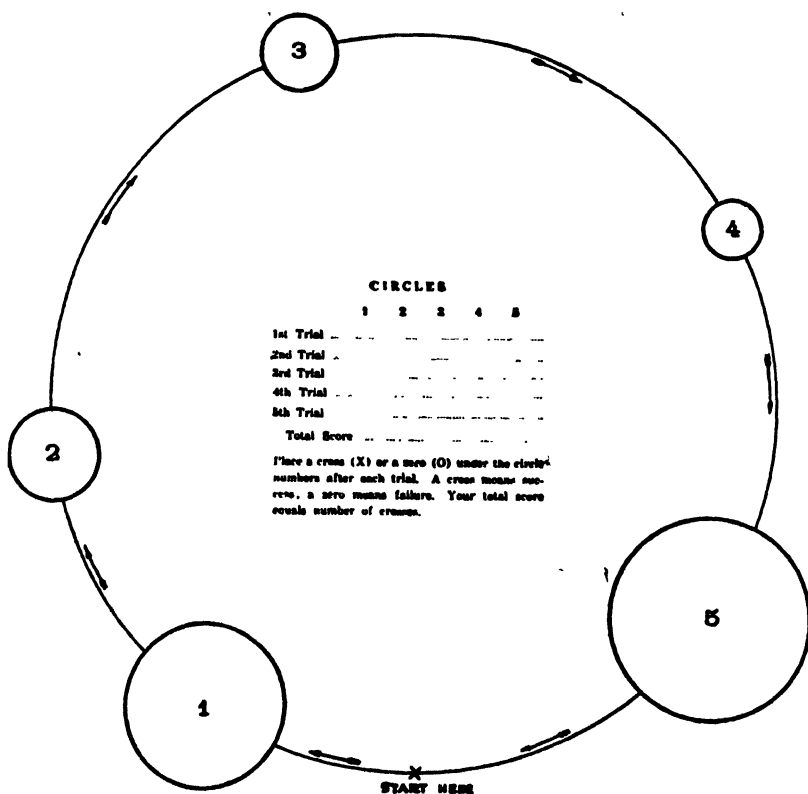 3
4
CIRCLES
1 2 3 4 5
1st Trial
2nd Trial
3rd Trial
4th Trial
5th Trial
Total Score
2
Place a cross (X) or a zero (O) under the circle
numbers after each trial. A cross means suc-
cess, a zero means failure. Your total score
equals number of crosses.
5
1
X
START HERE